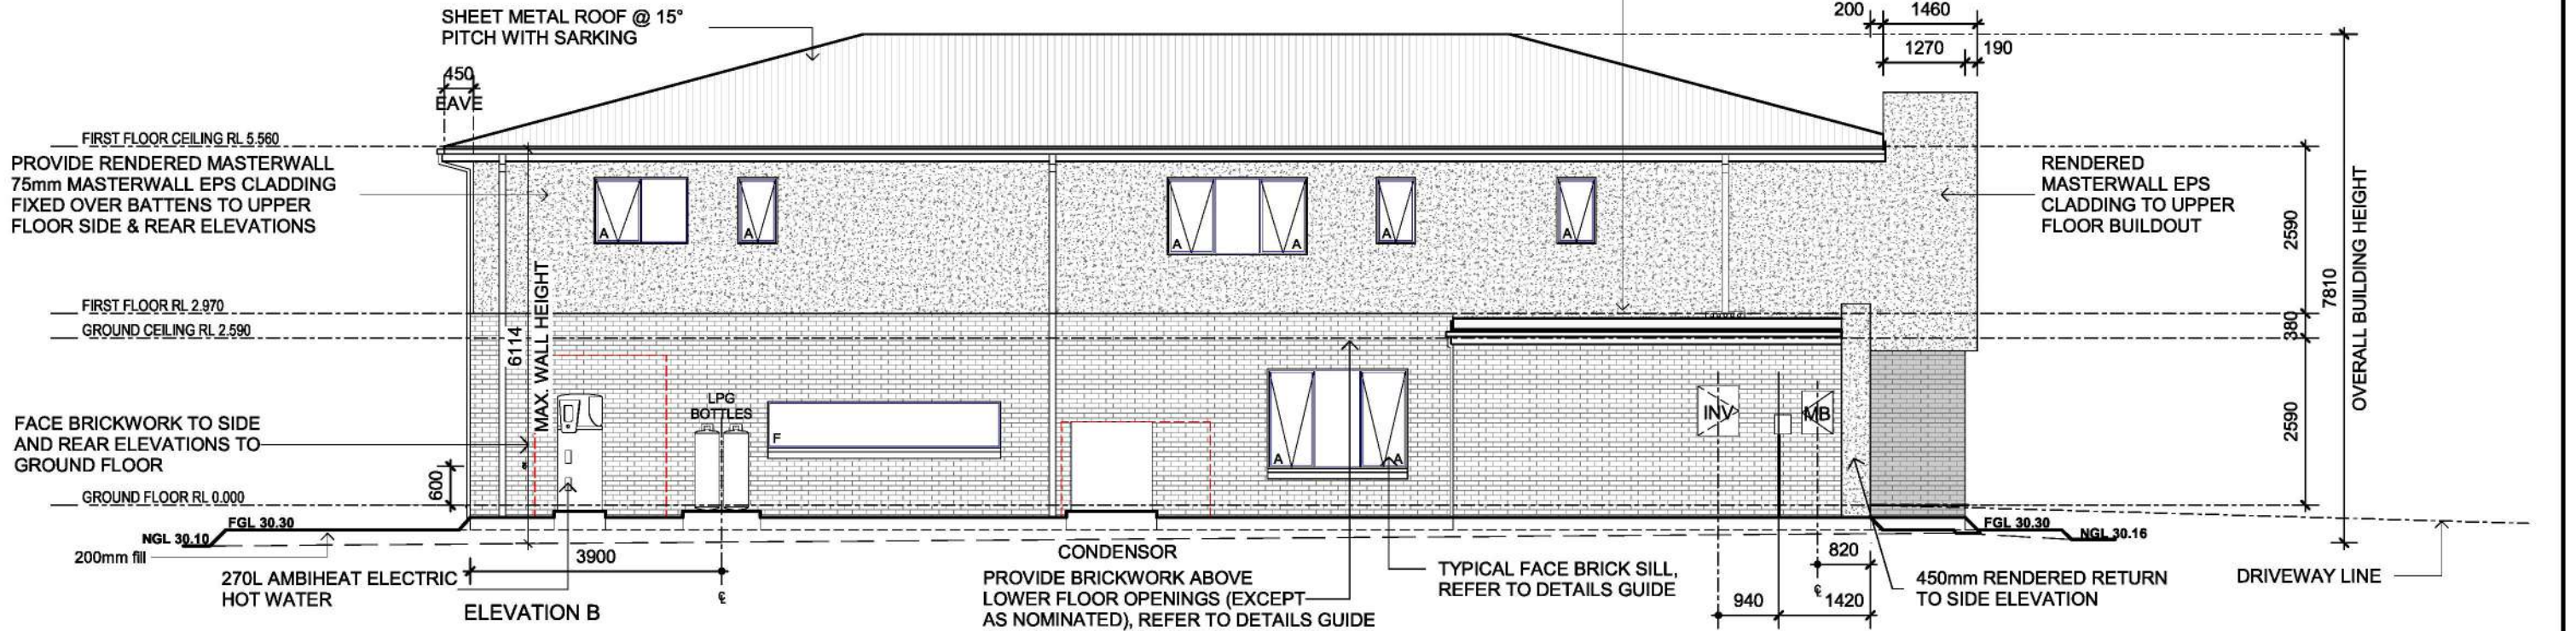 SHEET METAL ROOF @ 15°
PITCH WITH SARKING
200
1460
1270
190
450
EAVE
FIRST FLOOR CEILING RL 5.560
PROVIDE RENDERED MASTERWALL
75mm MASTERWALL EPS CLADDING
FIXED OVER BATTENS TO UPPER
FLOOR SIDE & REAR ELEVATIONS
RENDERED
MASTERWALL EPS
CLADDING TO UPPER
FLOOR BUILDOUT
A
A
A
A
A
A
2590
7810
OVERALL BUILDING HEIGHT
FIRST FLOOR RL 2.970
GROUND CEILING RL 2.590
6114
MAX. WALL HEIGHT
380
2590
LPG
BOTTLES
F
A
A
INV
MB
FACE BRICKWORK TO SIDE
AND REAR ELEVATIONS TO
GROUND FLOOR
600
GROUND FLOOR RL 0.000
FGL 30.30
NGL 30.10
200mm fill
FGL 30.30
NGL 30.16
3900
270L AMBIHEAT ELECTRIC
HOT WATER
ELEVATION B
CONDENSOR
PROVIDE BRICKWORK ABOVE
LOWER FLOOR OPENINGS (EXCEPT
AS NOMINATED), REFER TO DETAILS GUIDE
TYPICAL FACE BRICK SILL,
REFER TO DETAILS GUIDE
820
940
1420
450mm RENDERED RETURN
TO SIDE ELEVATION
DRIVEWAY LINE